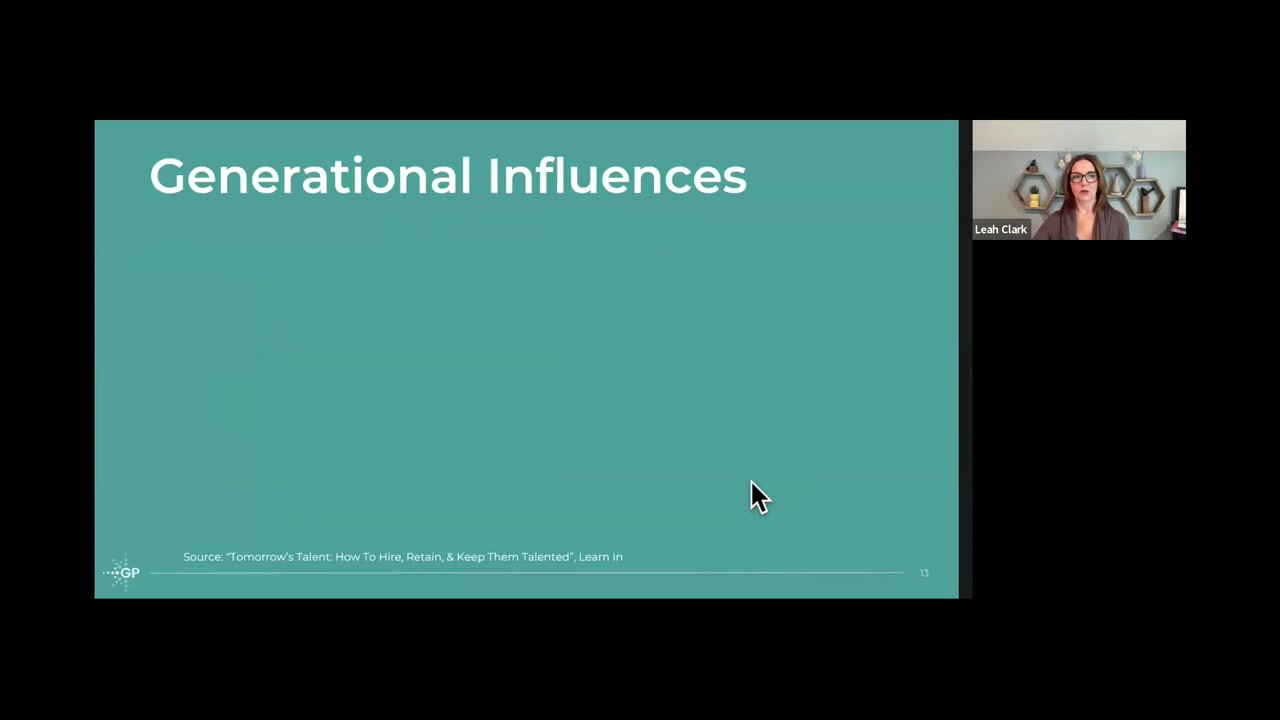 Generational Influences
Leah Clark
Source: “Tomorrow’s Talent: How To Hire, Retain, & Keep Them Talented”, Learn In
GP
13